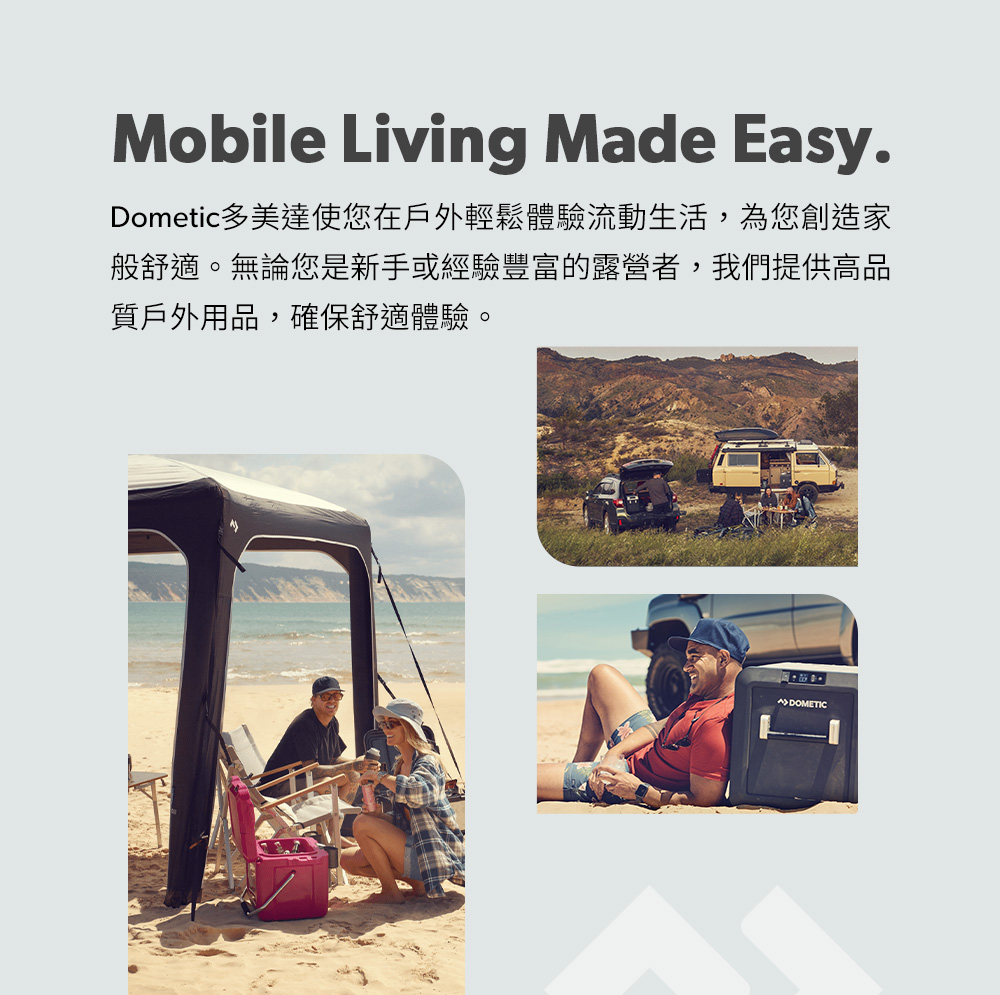 Mobile Living Made Easy.
Dometic多美達使您在戶外輕鬆體驗流動生活，為您創造家
般舒適。無論您是新手或經驗豐富的露營者，我們提供高品
質戶外用品，確保舒適體驗。
DOMETIC